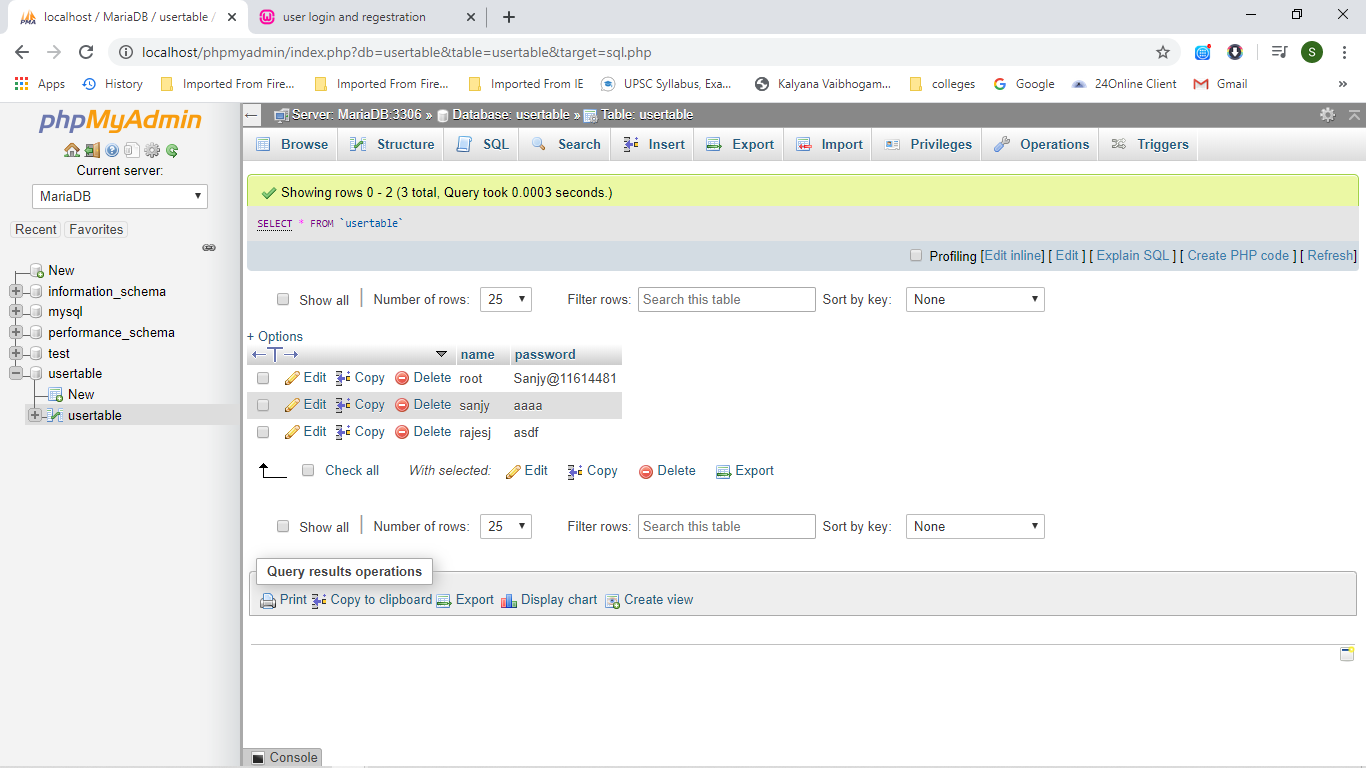 localhost / MariaDB / usertable /
user login and regestration
localhost/phpmyadmin/index.php?db=usertable&table=usertable&target=sql.php
S
Apps History Imported From Fire... Imported From Fire... Imported From IE UPSC Syllabus, Exa... Kalyana Vaibhogam... colleges Google 24Online Client Gmail »
phpMyAdmin
Current server:
MariaDB
Recent Favorites
New
information_schema
mysql
performance_schema
test
usertable
New
usertable
Server: MariaDB:3306 » Database: usertable » Table: usertable
Browse Structure SQL Search Insert Export Import Privileges Operations Triggers
Showing rows 0 - 2 (3 total, Query took 0.0003 seconds.)
SELECT * FROM `usertable`
Profiling [Edit inline] [ Edit ] [ Explain SQL ] [ Create PHP code ] [ Refresh]
Show all Number of rows: 25 Filter rows: Search this table Sort by key: None
+ Options
name password
Edit Copy Delete root Sanjy@11614481
Edit Copy Delete sanjy aaaa
Edit Copy Delete rajesj asdf
Check all With selected: Edit Copy Delete Export
Show all Number of rows: 25 Filter rows: Search this table Sort by key: None
Query results operations
Print Copy to clipboard Export Display chart Create view
Console